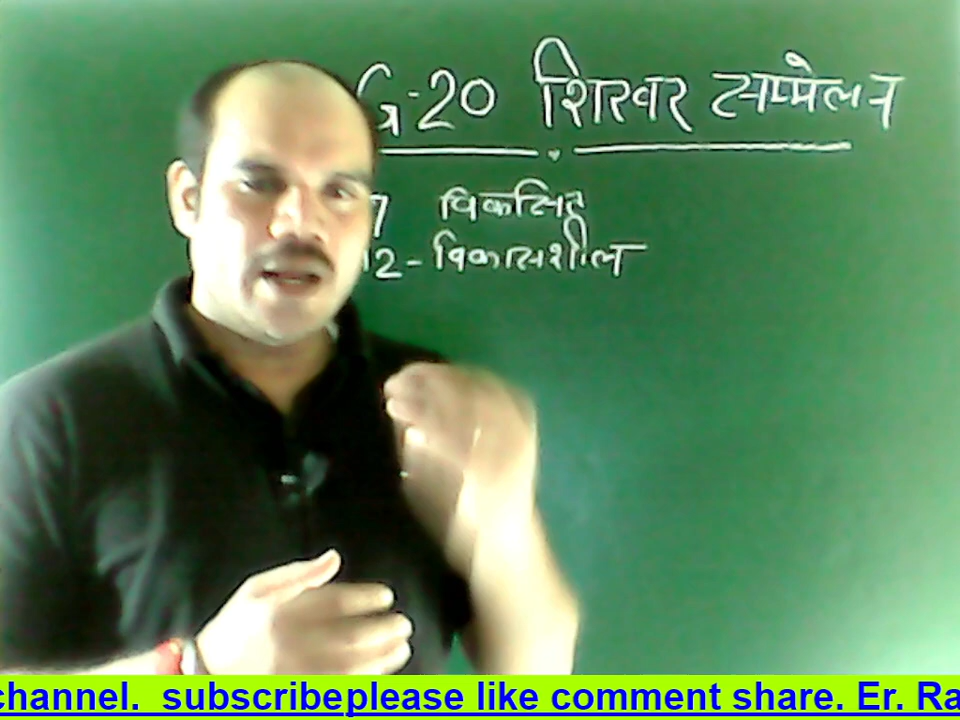 G-20 शिखर सम्मेलन
7 विकसित
12 - विकासशील
channel. subscribeplease like comment share. Er. Ra